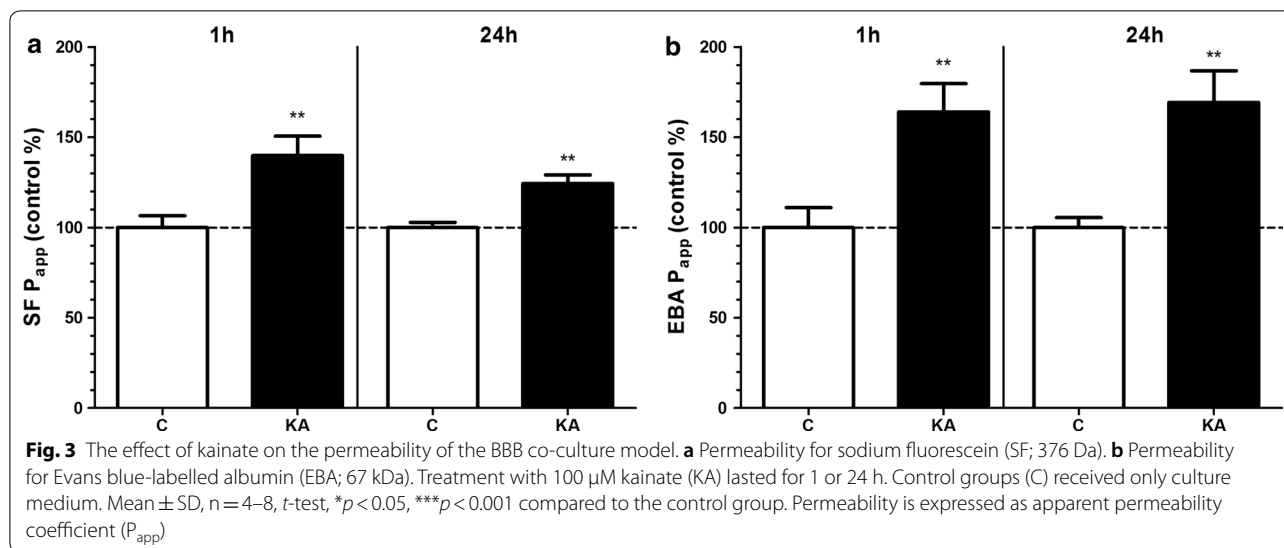 a
1h
24h
SF Papp (control %)
200
150
100
50
0
**
**
C
KA
C
KA
b
1h
24h
EBA Papp (control %)
200
150
100
50
0
**
**
C
KA
C
KA
Fig. 3 The effect of kainate on the permeability of the BBB co-culture model. a Permeability for sodium fluorescein (SF; 376 Da). b Permeability
for Evans blue-labelled albumin (EBA; 67 kDa). Treatment with 100 µM kainate (KA) lasted for 1 or 24 h. Control groups (C) received only culture
medium. Mean ± SD, n = 4–8, t-test, *p < 0.05, ***p < 0.001 compared to the control group. Permeability is expressed as apparent permeability
coefficient (Papp)